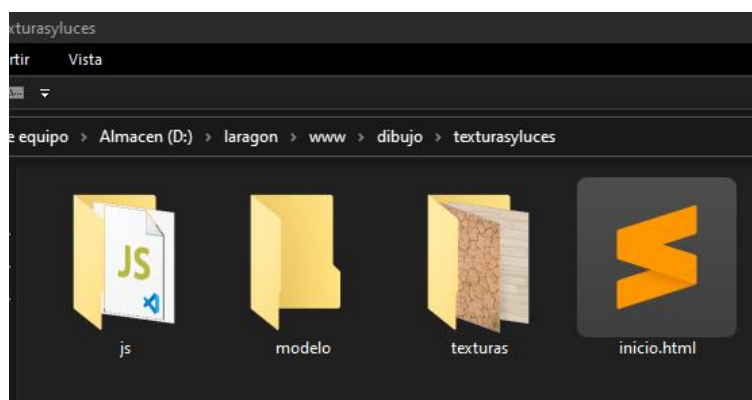 xturasyluces
rtir Vista
e equipo > Almacen (D:) > laragon > www > dibujo > texturasyluces
JS
js modelo texturas inicio.html